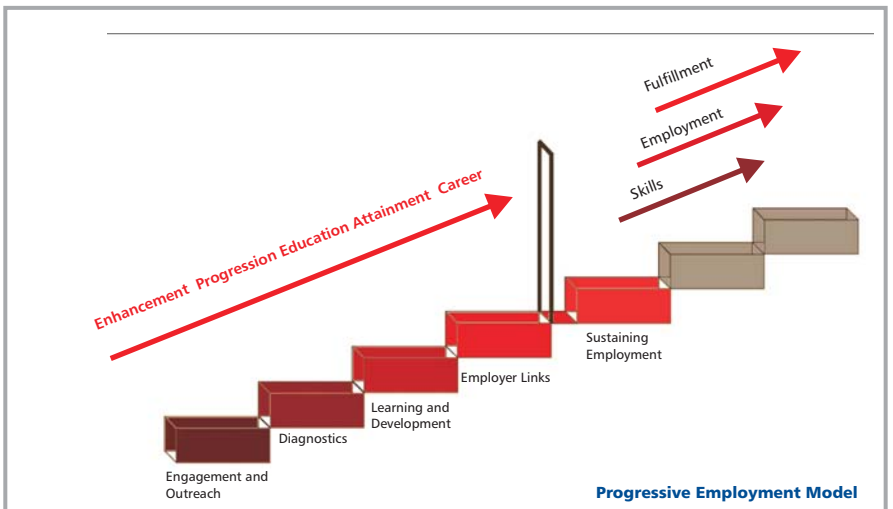 Fulfillment
Employment
Skills
Enhancement Progression Education Attainment Career
Sustaining
Employment
Employer Links
Learning and
Development
Diagnostics
Engagement and
Outreach
Progressive Employment Model